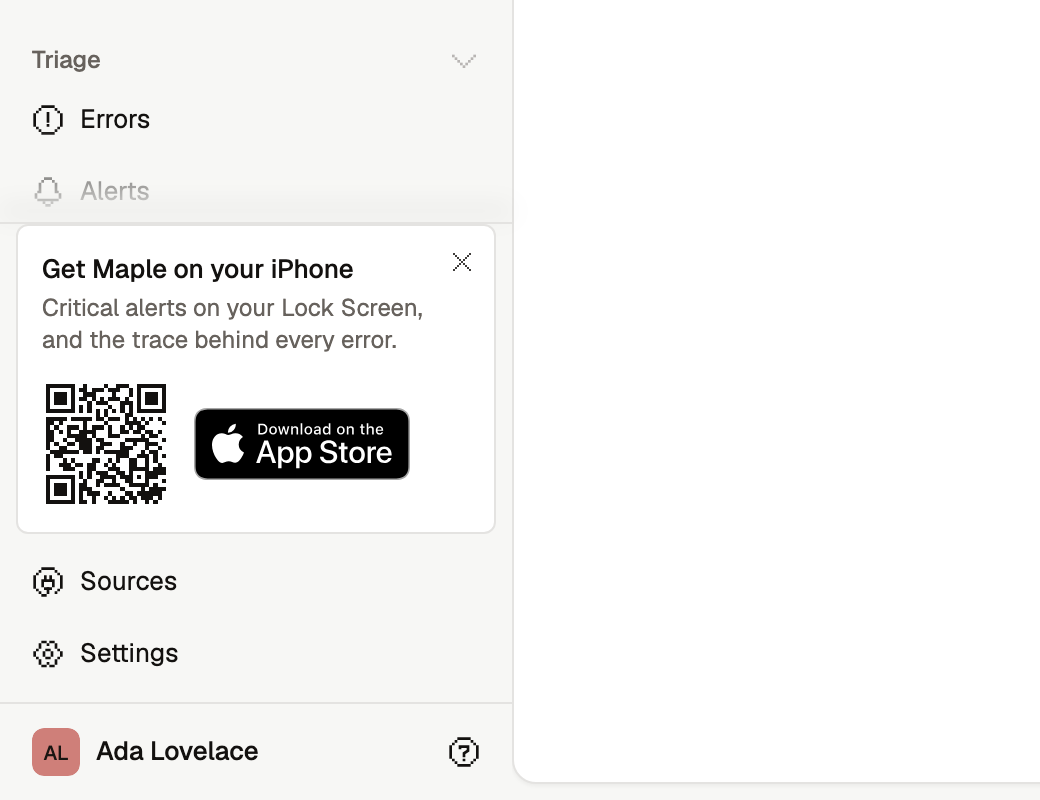 Triage
Errors
Alerts
Get Maple on your iPhone
Critical alerts on your Lock Screen,
and the trace behind every error.
Download on the
App Store
Sources
Settings
AL
Ada Lovelace